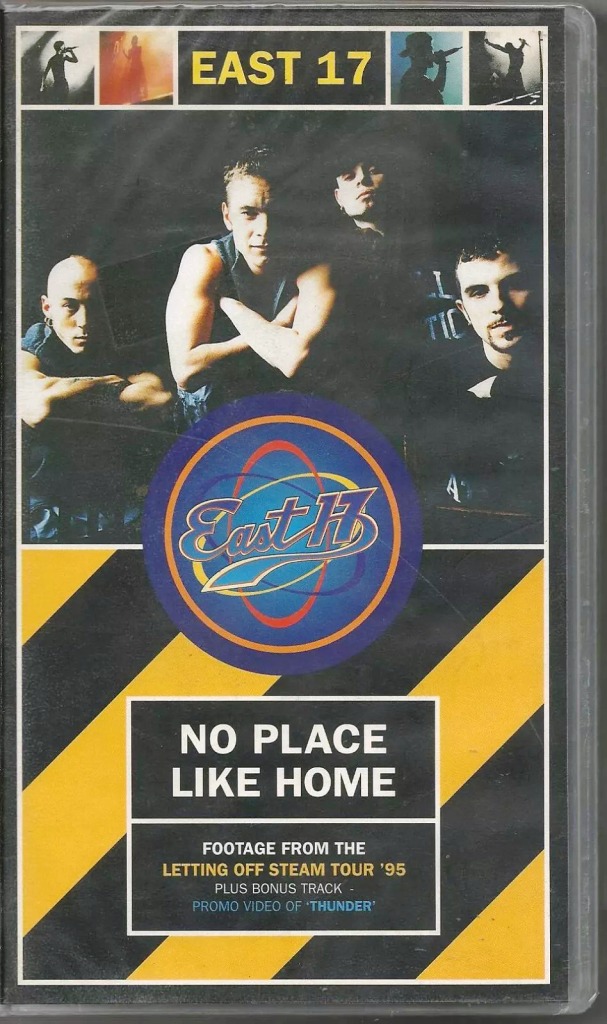 EAST 17
East 17
NO PLACE
LIKE HOME
FOOTAGE FROM THE
LETTING OFF STEAM TOUR '95
PLUS BONUS TRACK -
PROMO VIDEO OF 'THUNDER'